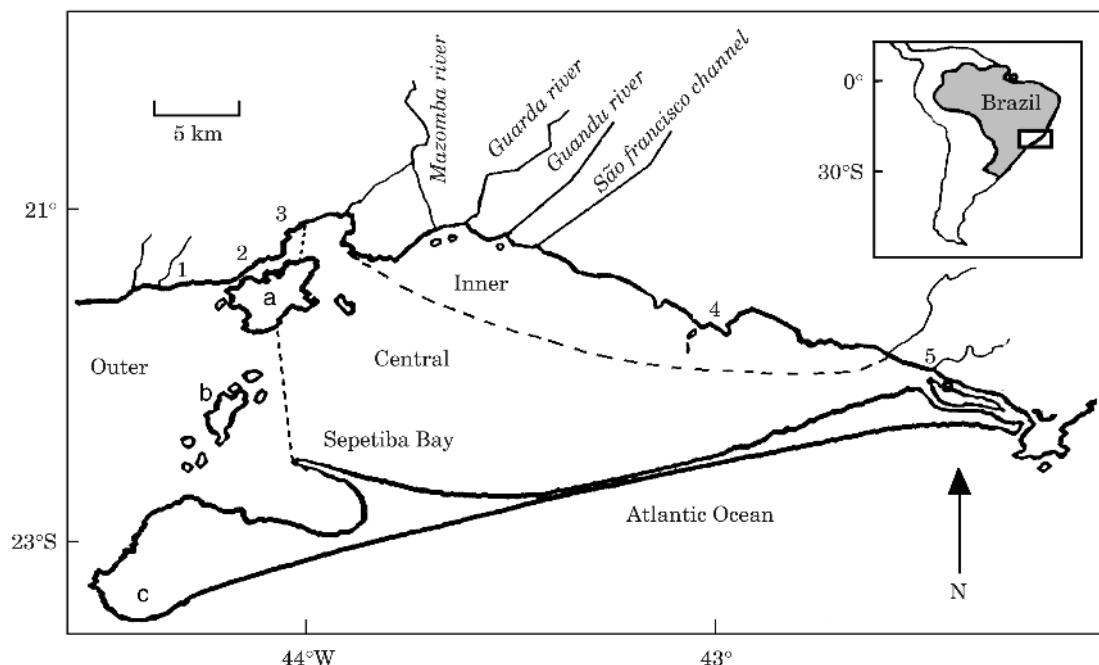 5 km
Mazomba river
Guarda river
Guandu river
São francisco channel
0°
Brazil
30°S
21°
3
2
1
a
Inner
4
5
Outer
Central
b
Sepetiba Bay
Atlantic Ocean
23°S
c
N
44°W
43°